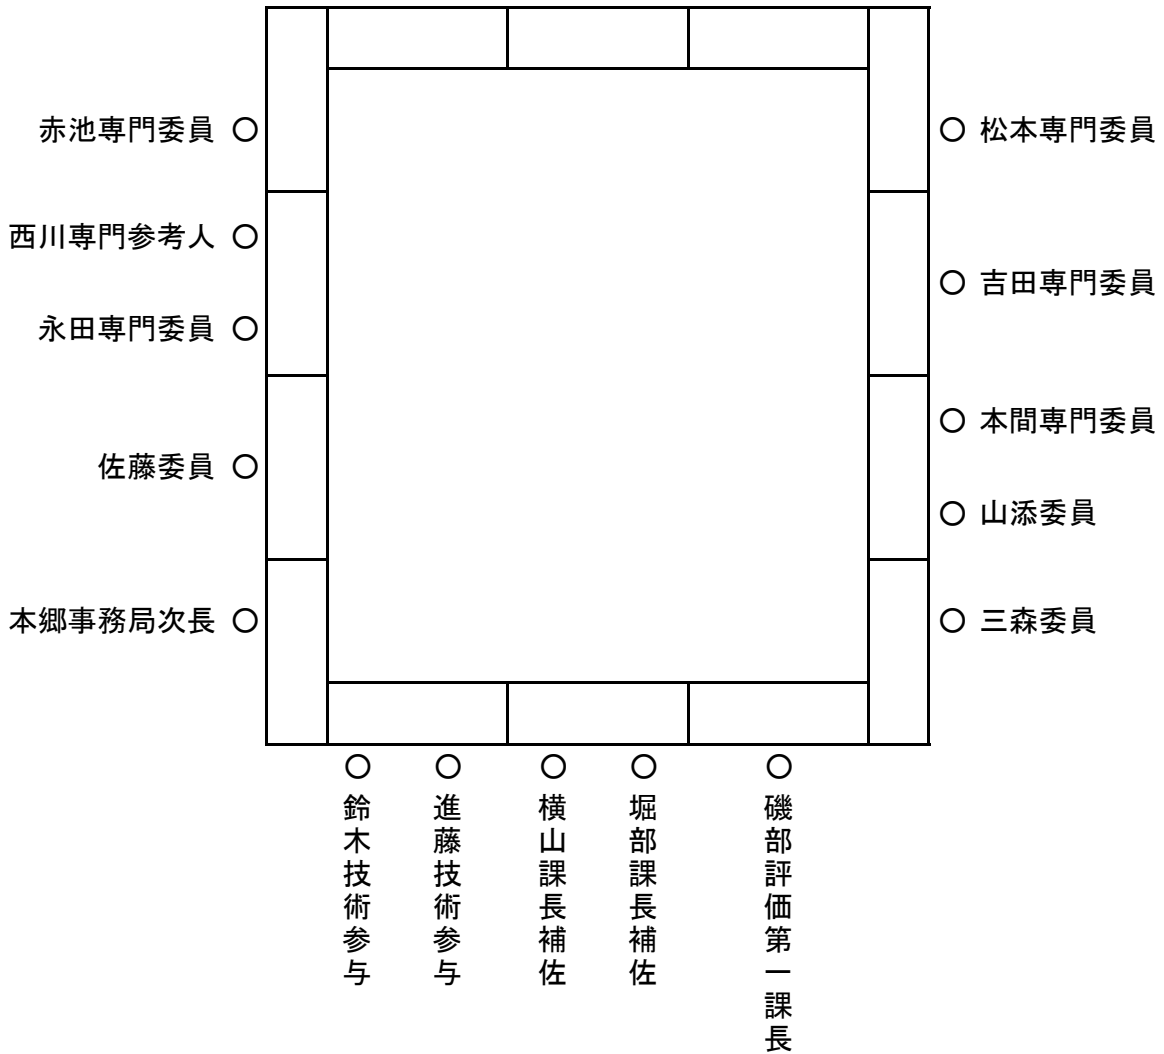 赤池専門委員 ○
西川専門参考人 ○
永田専門委員 ○
佐藤委員 ○
本郷事務局次長 ○
○ 松本専門委員
○ 吉田専門委員
○ 本間専門委員
○ 山添委員
○ 三森委員
○鈴木技術参与
○進藤技術参与
○横山課長補佐
○堀部課長補佐
○磯部評価第一課長